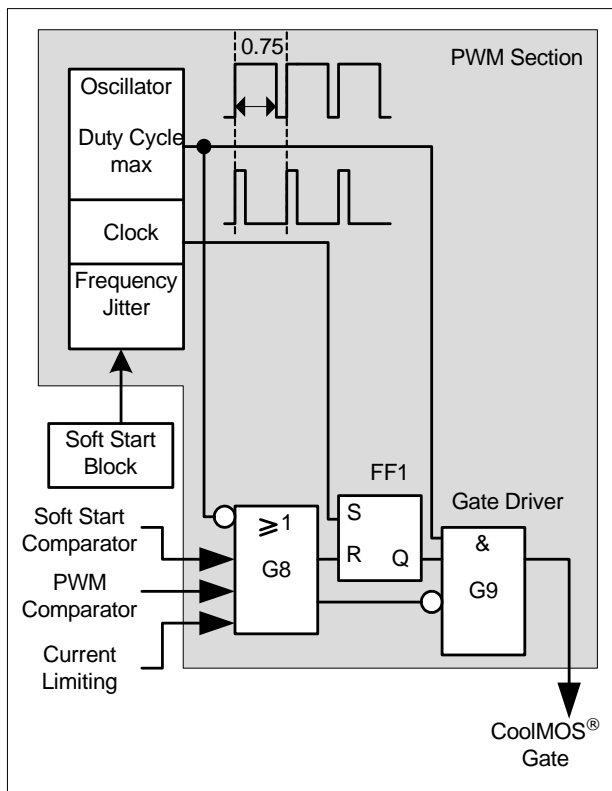 0.75
PWM Section
Oscillator
Duty Cycle
max
Clock
Frequency
Jitter
Soft Start
Block
FF1
Gate Driver
Soft Start
Comparator
PWM
Comparator
Current
Limiting
≥1
G8
S
R
Q
&
G9
CoolMOS®
Gate